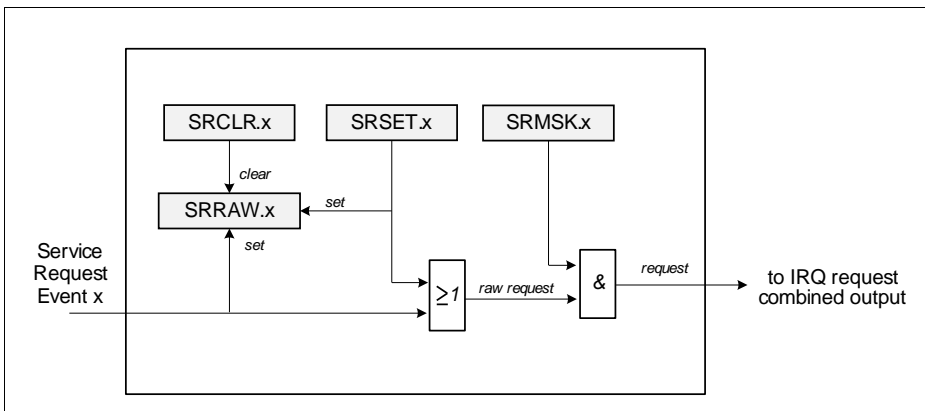 SRCLR.x
SRSET.x
SRMSK.x
clear
SRRAW.x
set
set
Service
Request
Event x
≥1
raw request
&
request
to IRQ request
combined output